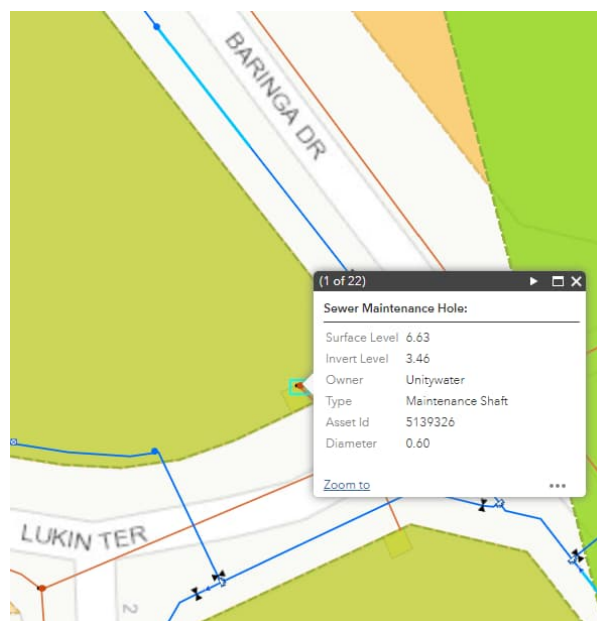 BARINGA DR
(1 of 22)
Sewer Maintenance Hole:
Surface Level 6.63
Invert Level 3.46
Owner Unitywater
Type Maintenance Shaft
Asset Id 5139326
Diameter 0.60
Zoom to
LUKIN TER
2